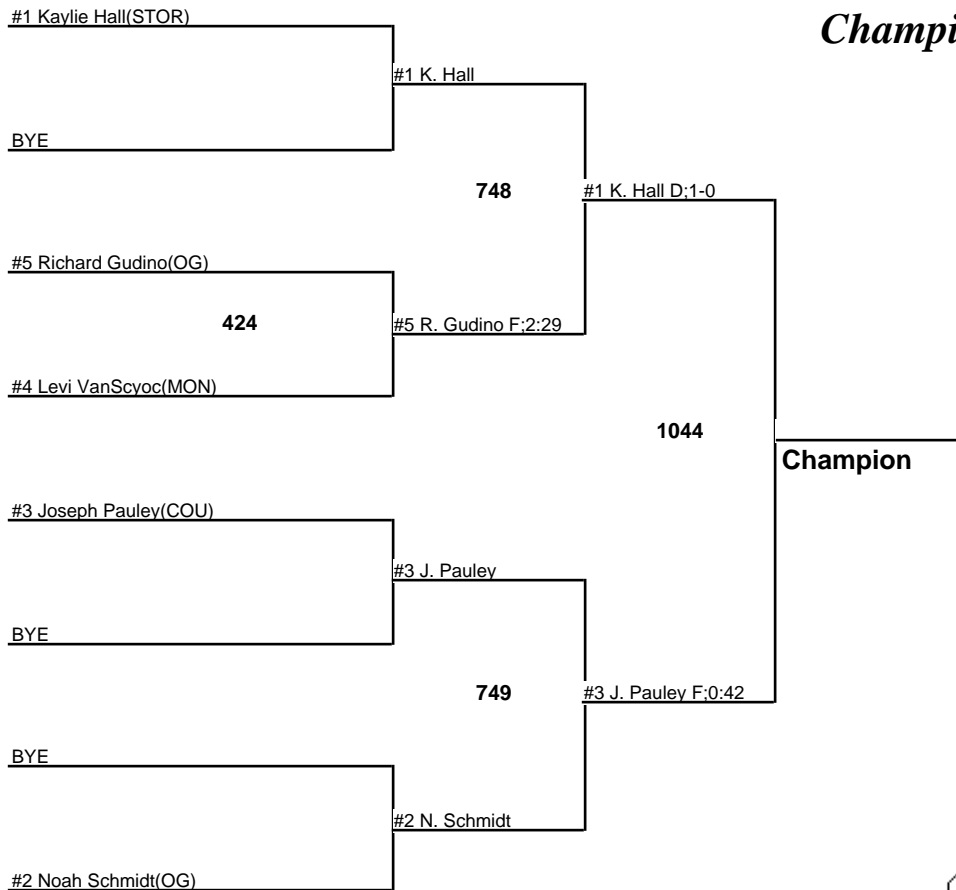 #1 Kaylie Hall(STOR)
Champi
#1 K. Hall
BYE
748
#1 K. Hall D;1-0
#5 Richard Gudino(OG)
424
#5 R. Gudino F;2:29
#4 Levi VanScyoc(MON)
1044
Champion
#3 Joseph Pauley(COU)
#3 J. Pauley
BYE
749
#3 J. Pauley F;0:42
BYE
#2 N. Schmidt
#2 Noah Schmidt(OG)